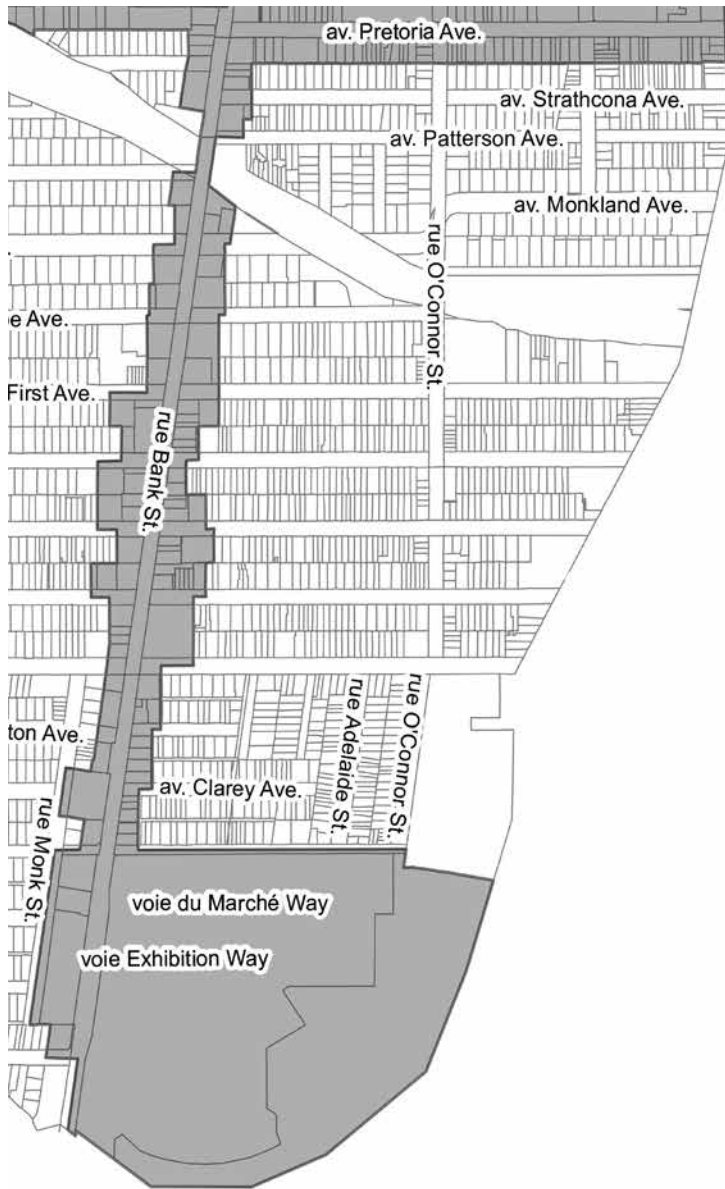 av. Pretoria Ave.
av. Strathcona Ave.
av. Patterson Ave.
av. Monkland Ave.
rue O'Connor St.
Ave.
First Ave.
rue Bank St.
Ave.
rue Adelaide St.
rue O'Connor St.
av. Clarey Ave.
rue Monk St.
voie du Marché Way
voie Exhibition Way